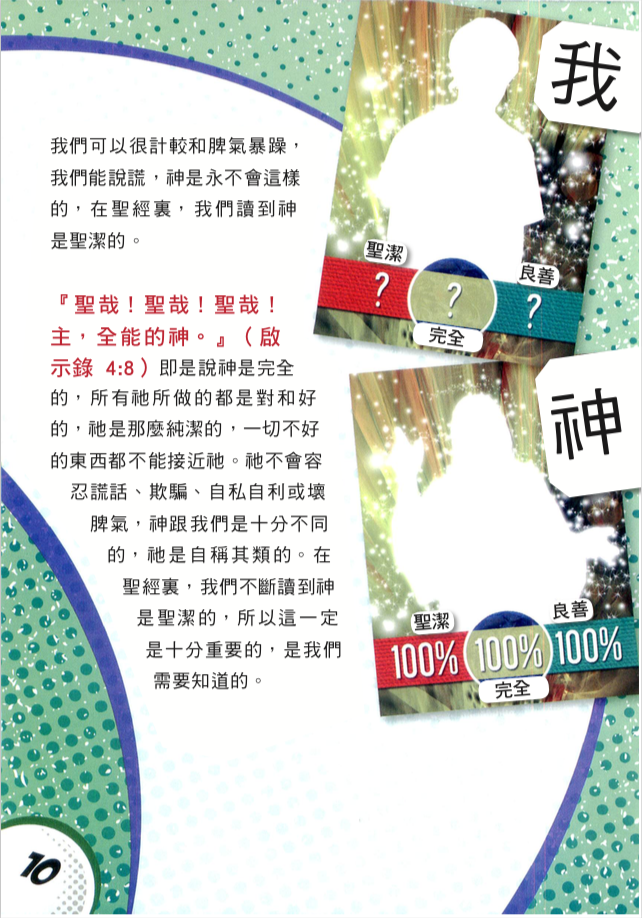 我
我們可以很計較和脾氣暴躁，
我們能說謊，神是永不會這樣
的，在聖經裏，我們讀到神
是聖潔的。
聖潔
?
?
完全
良善
?
『聖哉！聖哉！聖哉！
主，全能的神。』（啟
示錄 4:8）即是說神是完全
的，所有祂所做的都是對和好
的，祂是那麼純潔的，一切不好
的東西都不能接近祂。祂不會容
忍謊話、欺騙、自私自利或壞
脾氣，神跟我們是十分不同
的，祂是自稱其類的。在
聖經裏，我們不斷讀到神
是聖潔的，所以這一定
是十分重要的，是我們
需要知道的。
神
聖潔
100%
100%
完全
良善
100%
10